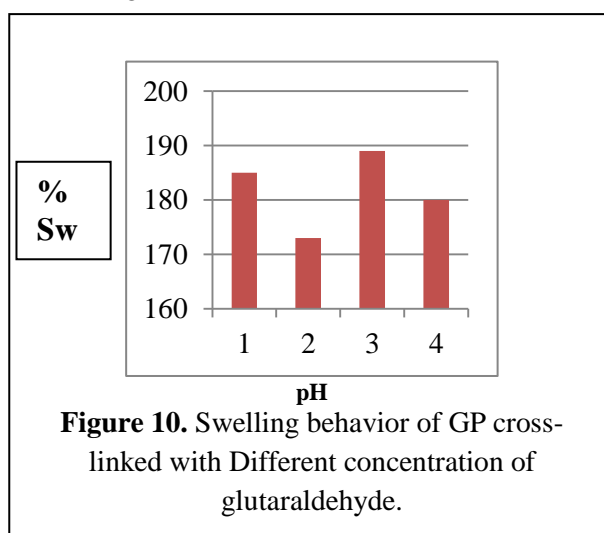 200
190
180
170
160
%
Sw
1 2 3 4
pH
Figure 10. Swelling behavior of GP cross-
linked with Different concentration of
glutaraldehyde.